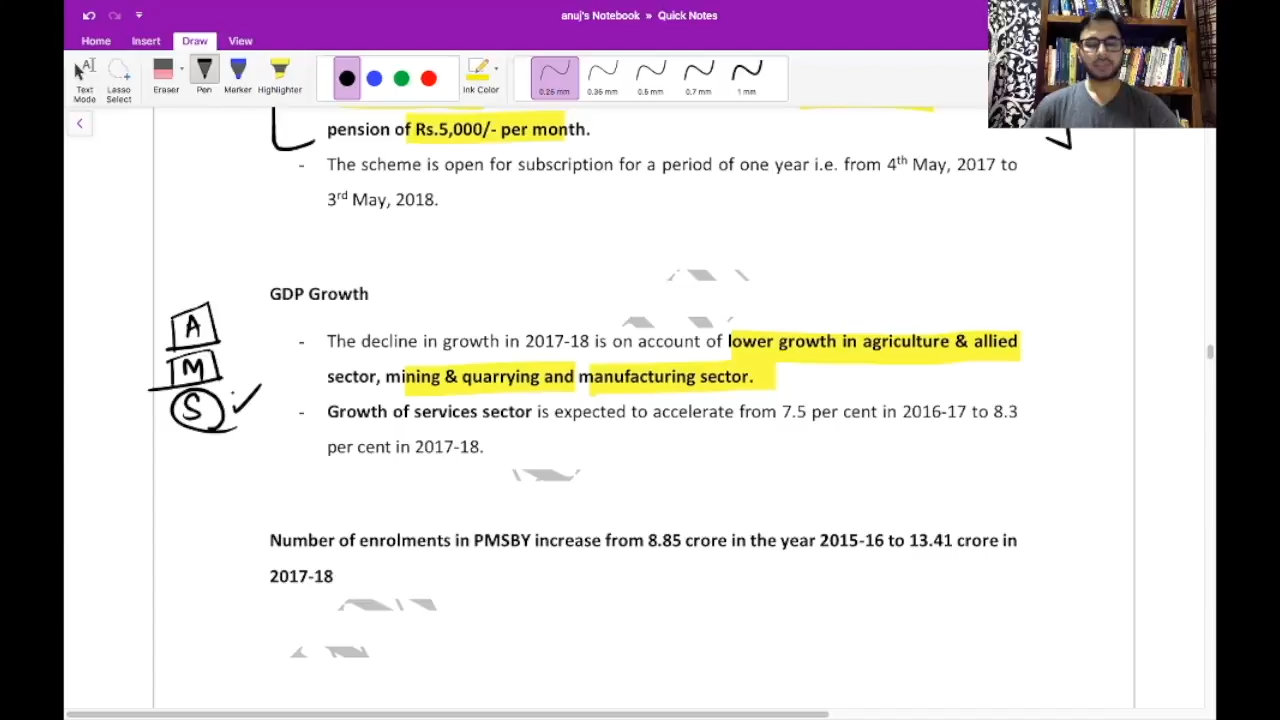 anuj's Notebook » Quick Notes
Home Insert Draw View
Text Mode
Lasso Select
Eraser
Pen
Marker
Highlighter
Ink Color
0.25 mm
0.35 mm
0.5 mm
0.7 mm
1 mm
pension of Rs.5,000/- per month.
- The scheme is open for subscription for a period of one year i.e. from 4th May, 2017 to
3rd May, 2018.
GDP Growth
A
M
S
- The decline in growth in 2017-18 is on account of lower growth in agriculture & allied
sector, mining & quarrying and manufacturing sector.
- Growth of services sector is expected to accelerate from 7.5 per cent in 2016-17 to 8.3
per cent in 2017-18.
Number of enrolments in PMSBY increase from 8.85 crore in the year 2015-16 to 13.41 crore in
2017-18